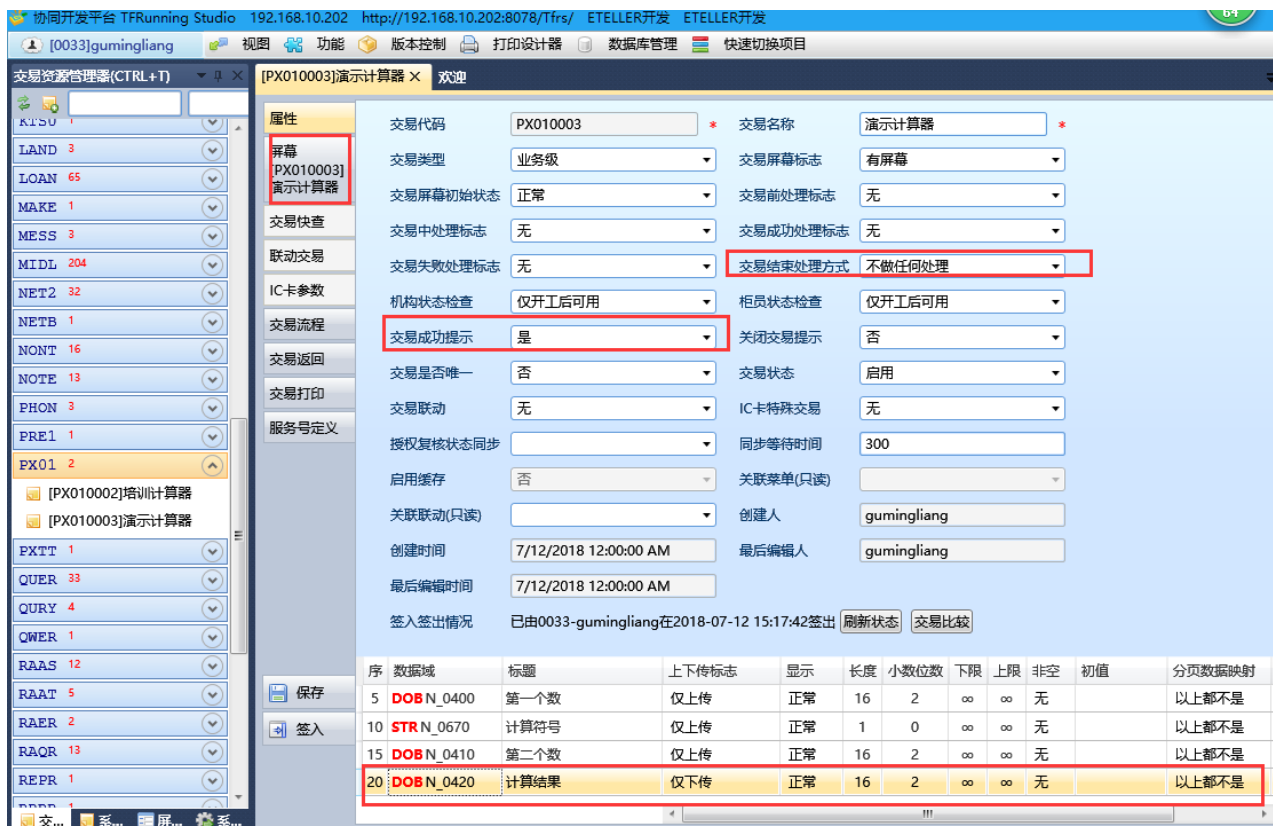 协同开发平台 TFRunning Studio 192.168.10.202 http://192.168.10.202:8078/Tfrs/ ETELLER开发 ETELLER开发
64
[0033]gumingliang 视图 功能 版本控制 打印设计器 数据库管理 快速切换项目
交易资源管理器(CTRL+T)
[PX010003]演示计算器 欢迎
KTSU 1
LAND 3
LOAN 65
MAKE 1
MESS 3
MIDL 204
NET2 32
NETB 1
NONT 16
NOTE 13
PHON 3
PRE1 1
PX01 2
[PX010002]培训计算器
[PX010003]演示计算器
PXTT 1
QUER 33
QURY 4
QWER 1
RAAS 12
RAAT 5
RAER 2
RAQR 13
REPR 1
交... 系... 屏... 系...
属性
屏幕
[PX010003]
演示计算器
交易快查
联动交易
IC卡参数
交易流程
交易返回
交易打印
服务号定义
保存
签入
交易代码 PX010003 * 交易名称 演示计算器 *
交易类型 业务级 交易屏幕标志 有屏幕
交易屏幕初始状态 正常 交易前处理标志 无
交易中处理标志 无 交易成功处理标志 无
交易失败处理标志 无 交易结束处理方式 不做任何处理
机构状态检查 仅开工后可用 柜员状态检查 仅开工后可用
交易成功提示 是 关闭交易提示 否
交易是否唯一 否 交易状态 启用
交易联动 无 IC卡特殊交易 无
授权复核状态同步 同步等待时间 300
启用缓存 否 关联菜单(只读)
关联联动(只读) 创建人 gumingliang
创建时间 7/12/2018 12:00:00 AM 最后编辑人 gumingliang
最后编辑时间 7/12/2018 12:00:00 AM
签入签出情况 已由0033-gumingliang在2018-07-12 15:17:42签出 刷新状态 交易比较
序 数据域 标题 上下传标志 显示 长度 小数位数 下限 上限 非空 初值 分页数据映射
5 DOB N_0400 第一个数 仅上传 正常 16 2 ∞ ∞ 无 以上都不是
10 STR N_0670 计算符号 仅上传 正常 1 0 ∞ ∞ 无 以上都不是
15 DOB N_0410 第二个数 仅上传 正常 16 2 ∞ ∞ 无 以上都不是
20 DOB N_0420 计算结果 仅下传 正常 16 2 ∞ ∞ 无 以上都不是